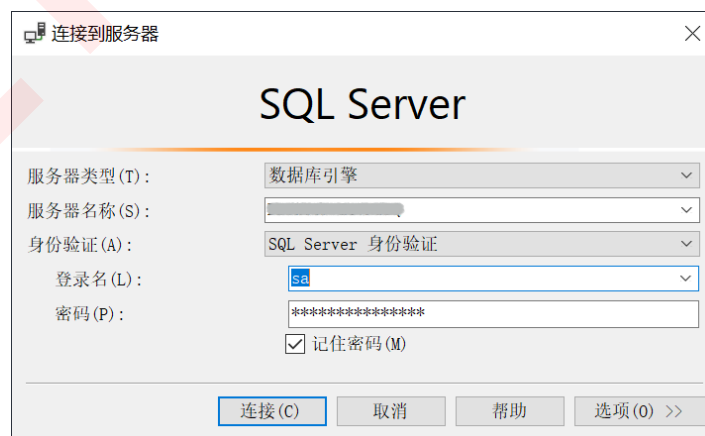 连接到服务器
SQL Server
服务器类型(T): 数据库引擎
服务器名称(S):
身份验证(A): SQL Server 身份验证
登录名(L): sa
密码(P): ***************
记住密码(M)
连接(C) 取消 帮助 选项(O) >>